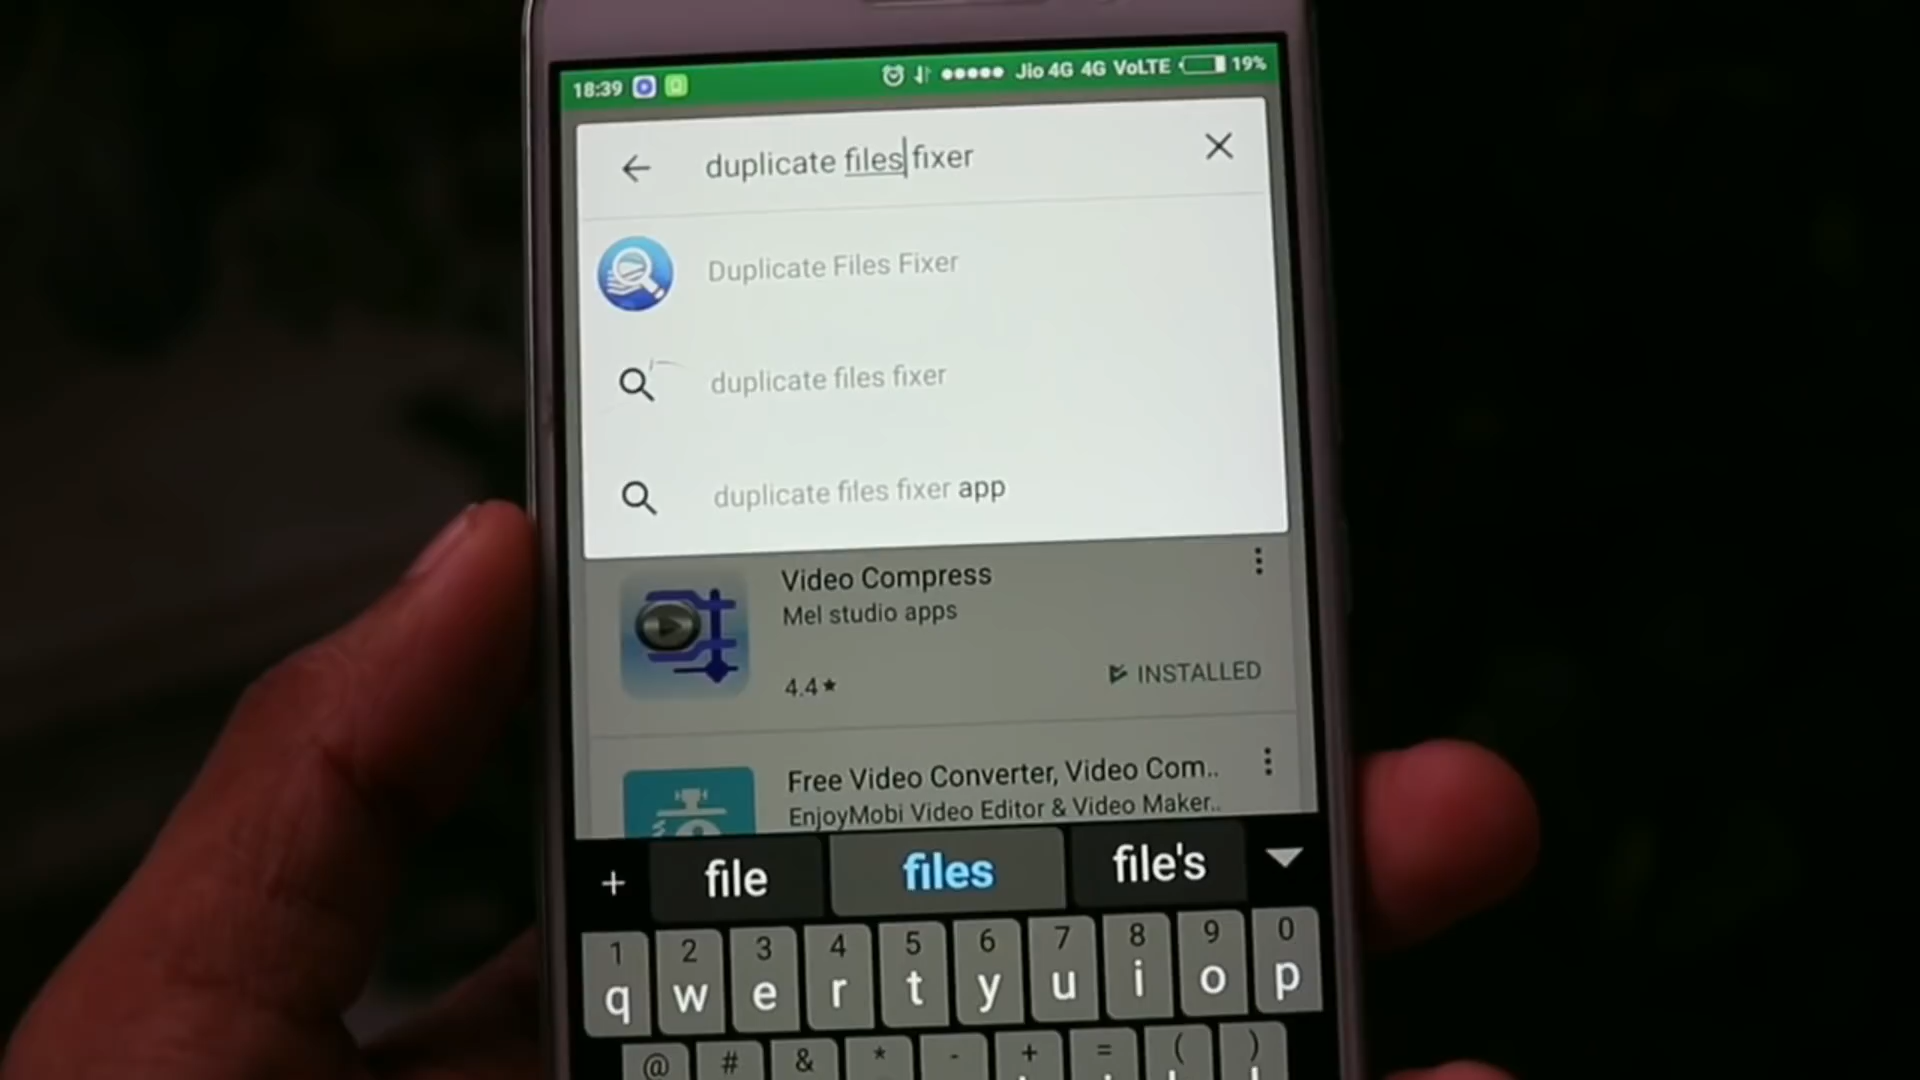 18:39 Jio 4G 4G VoLTE 19%
duplicate files fixer
Duplicate Files Fixer
duplicate files fixer
duplicate files fixer app
Video Compress
Mel studio apps
4.4★ INSTALLED
Free Video Converter, Video Com..
EnjoyMobi Video Editor & Video Maker..
+ file files file's
1 2 3 4 5 6 7 8 9 0
q w e r t y u i o p
@ # & * - + = ( )